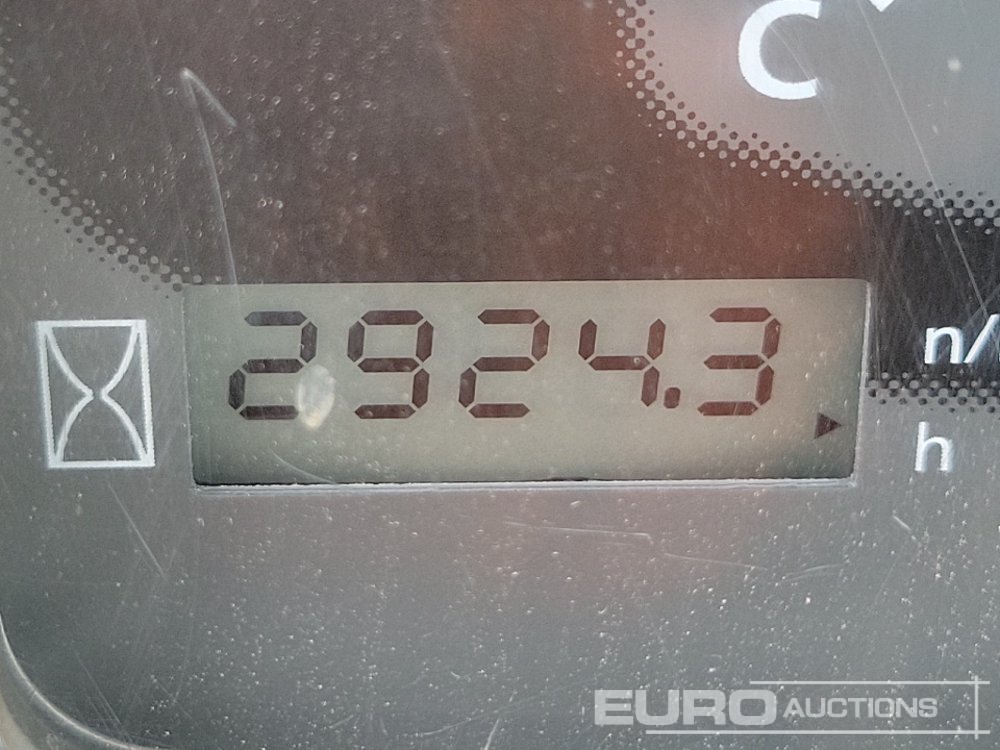 C
2924.3
n/
h
EURO AUCTIONS